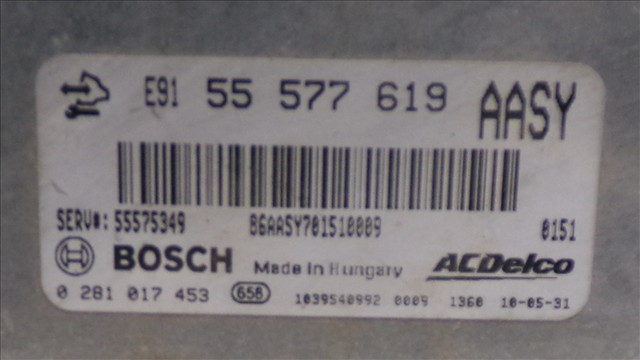 E91 55 577 619 AASY
SERV#: 55575349 B6AASY701510009 0151
BOSCH Made in Hungary ACDelco
0 281 017 453 658 1039S40992 0009 1360 10-05-31